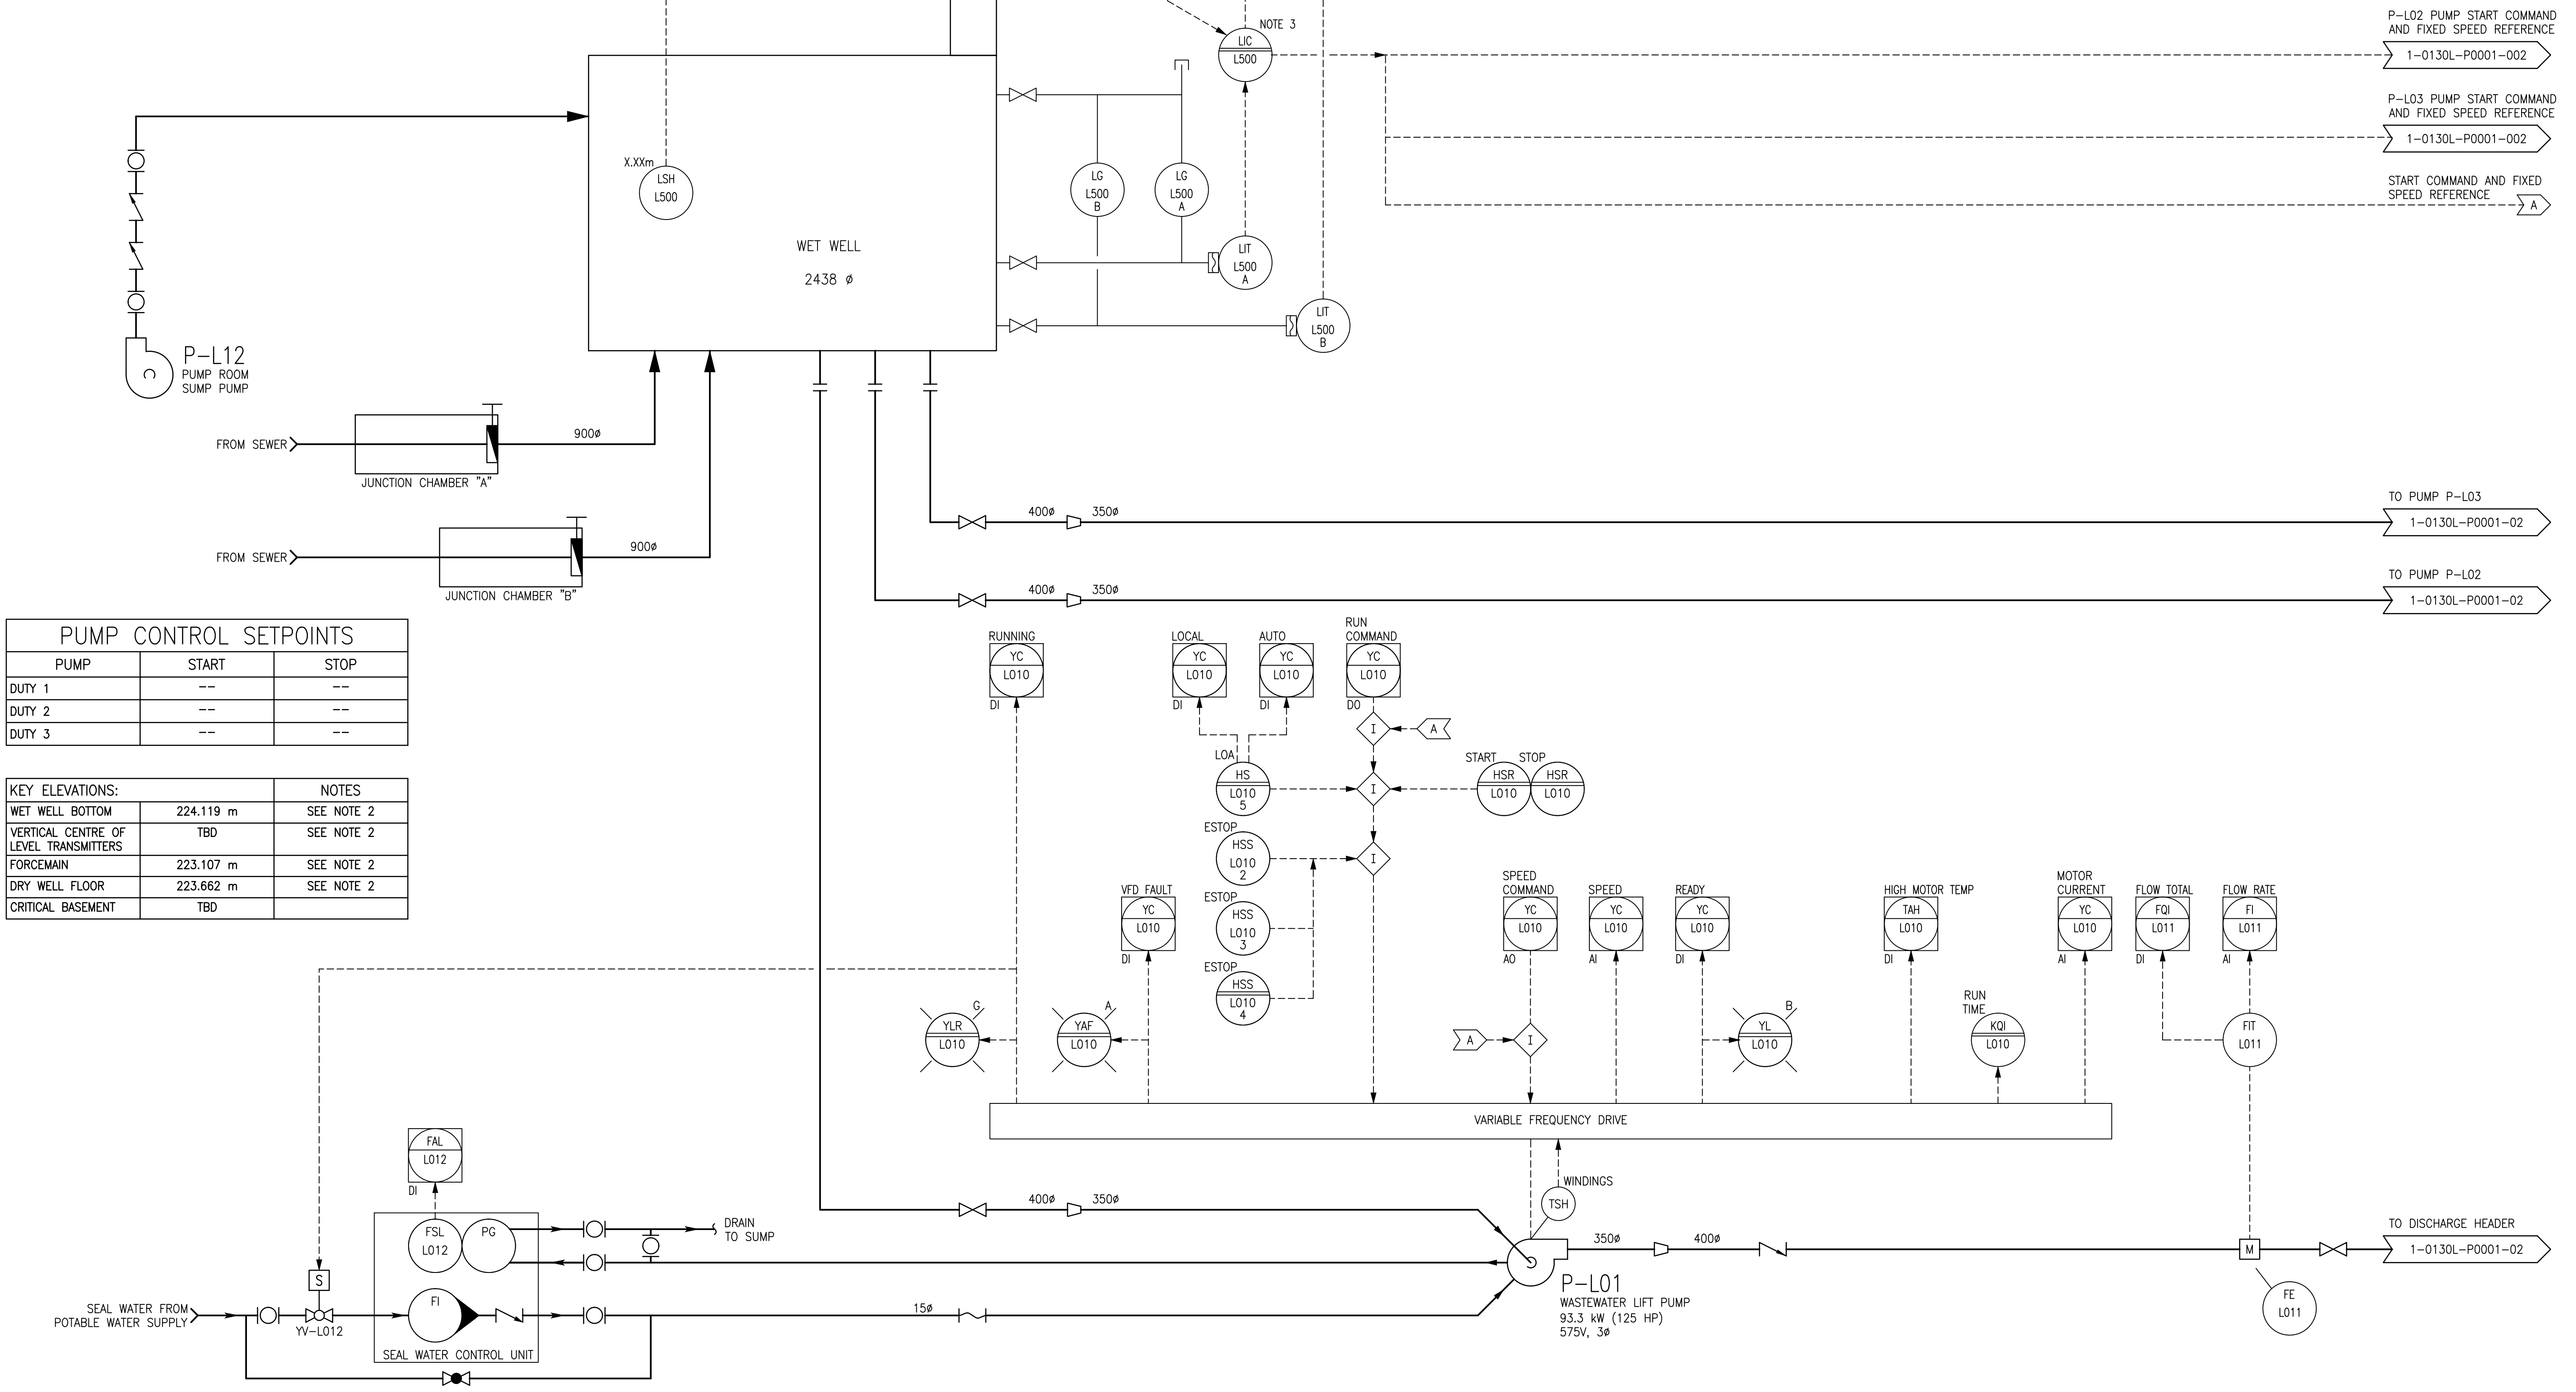 P-L02 PUMP START COMMAND
AND FIXED SPEED REFERENCE
1-0130L-P0001-002
NOTE 3
LIC
L500
P-L03 PUMP START COMMAND
AND FIXED SPEED REFERENCE
1-0130L-P0001-002
START COMMAND AND FIXED
SPEED REFERENCE
A
X.XXm
LSH
L500
LG
L500
B
LG
L500
A
WET WELL
2438 ø
LIT
L500
A
LIT
L500
B
P-L12
PUMP ROOM
SUMP PUMP
FROM SEWER
900ø
JUNCTION CHAMBER "A"
FROM SEWER
900ø
JUNCTION CHAMBER "B"
400ø
350ø
TO PUMP P-L03
1-0130L-P0001-02
400ø
350ø
TO PUMP P-L02
1-0130L-P0001-02
PUMP CONTROL SETPOINTS
PUMP START STOP
DUTY 1 -- --
DUTY 2 -- --
DUTY 3 -- --
KEY ELEVATIONS: NOTES
WET WELL BOTTOM 224.119 m SEE NOTE 2
VERTICAL CENTRE OF TBD SEE NOTE 2
LEVEL TRANSMITTERS
FORCEMAIN 223.107 m SEE NOTE 2
DRY WELL FLOOR 223.662 m SEE NOTE 2
CRITICAL BASEMENT TBD
RUNNING
YC
L010
DI
LOCAL
YC
L010
DI
AUTO
YC
L010
DI
RUN
COMMAND
YC
L010
DO
I
A
LOA
HS
L010
5
I
START
HSR
L010
STOP
HSR
L010
ESTOP
HSS
L010
2
I
ESTOP
HSS
L010
3
ESTOP
HSS
L010
4
VFD FAULT
YC
L010
DI
SPEED
COMMAND
YC
L010
AO
SPEED
YC
L010
AI
READY
YC
L010
DI
HIGH MOTOR TEMP
TAH
L010
DI
MOTOR
CURRENT
YC
L010
AI
FLOW TOTAL
FQI
L011
DI
FLOW RATE
FI
L011
AI
G
YLR
L010
A
YAF
L010
A
I
B
YL
L010
RUN
TIME
KQI
L010
FIT
L011
VARIABLE FREQUENCY DRIVE
FAL
L012
DI
FSL
L012
PG
DRAIN
TO SUMP
400ø
350ø
WINDINGS
TSH
350ø
400ø
M
TO DISCHARGE HEADER
1-0130L-P0001-02
P-L01
WASTEWATER LIFT PUMP
93.3 kW (125 HP)
575V, 3ø
FE
L011
S
SEAL WATER FROM
POTABLE WATER SUPPLY
YV-L012
FI
15ø
SEAL WATER CONTROL UNIT